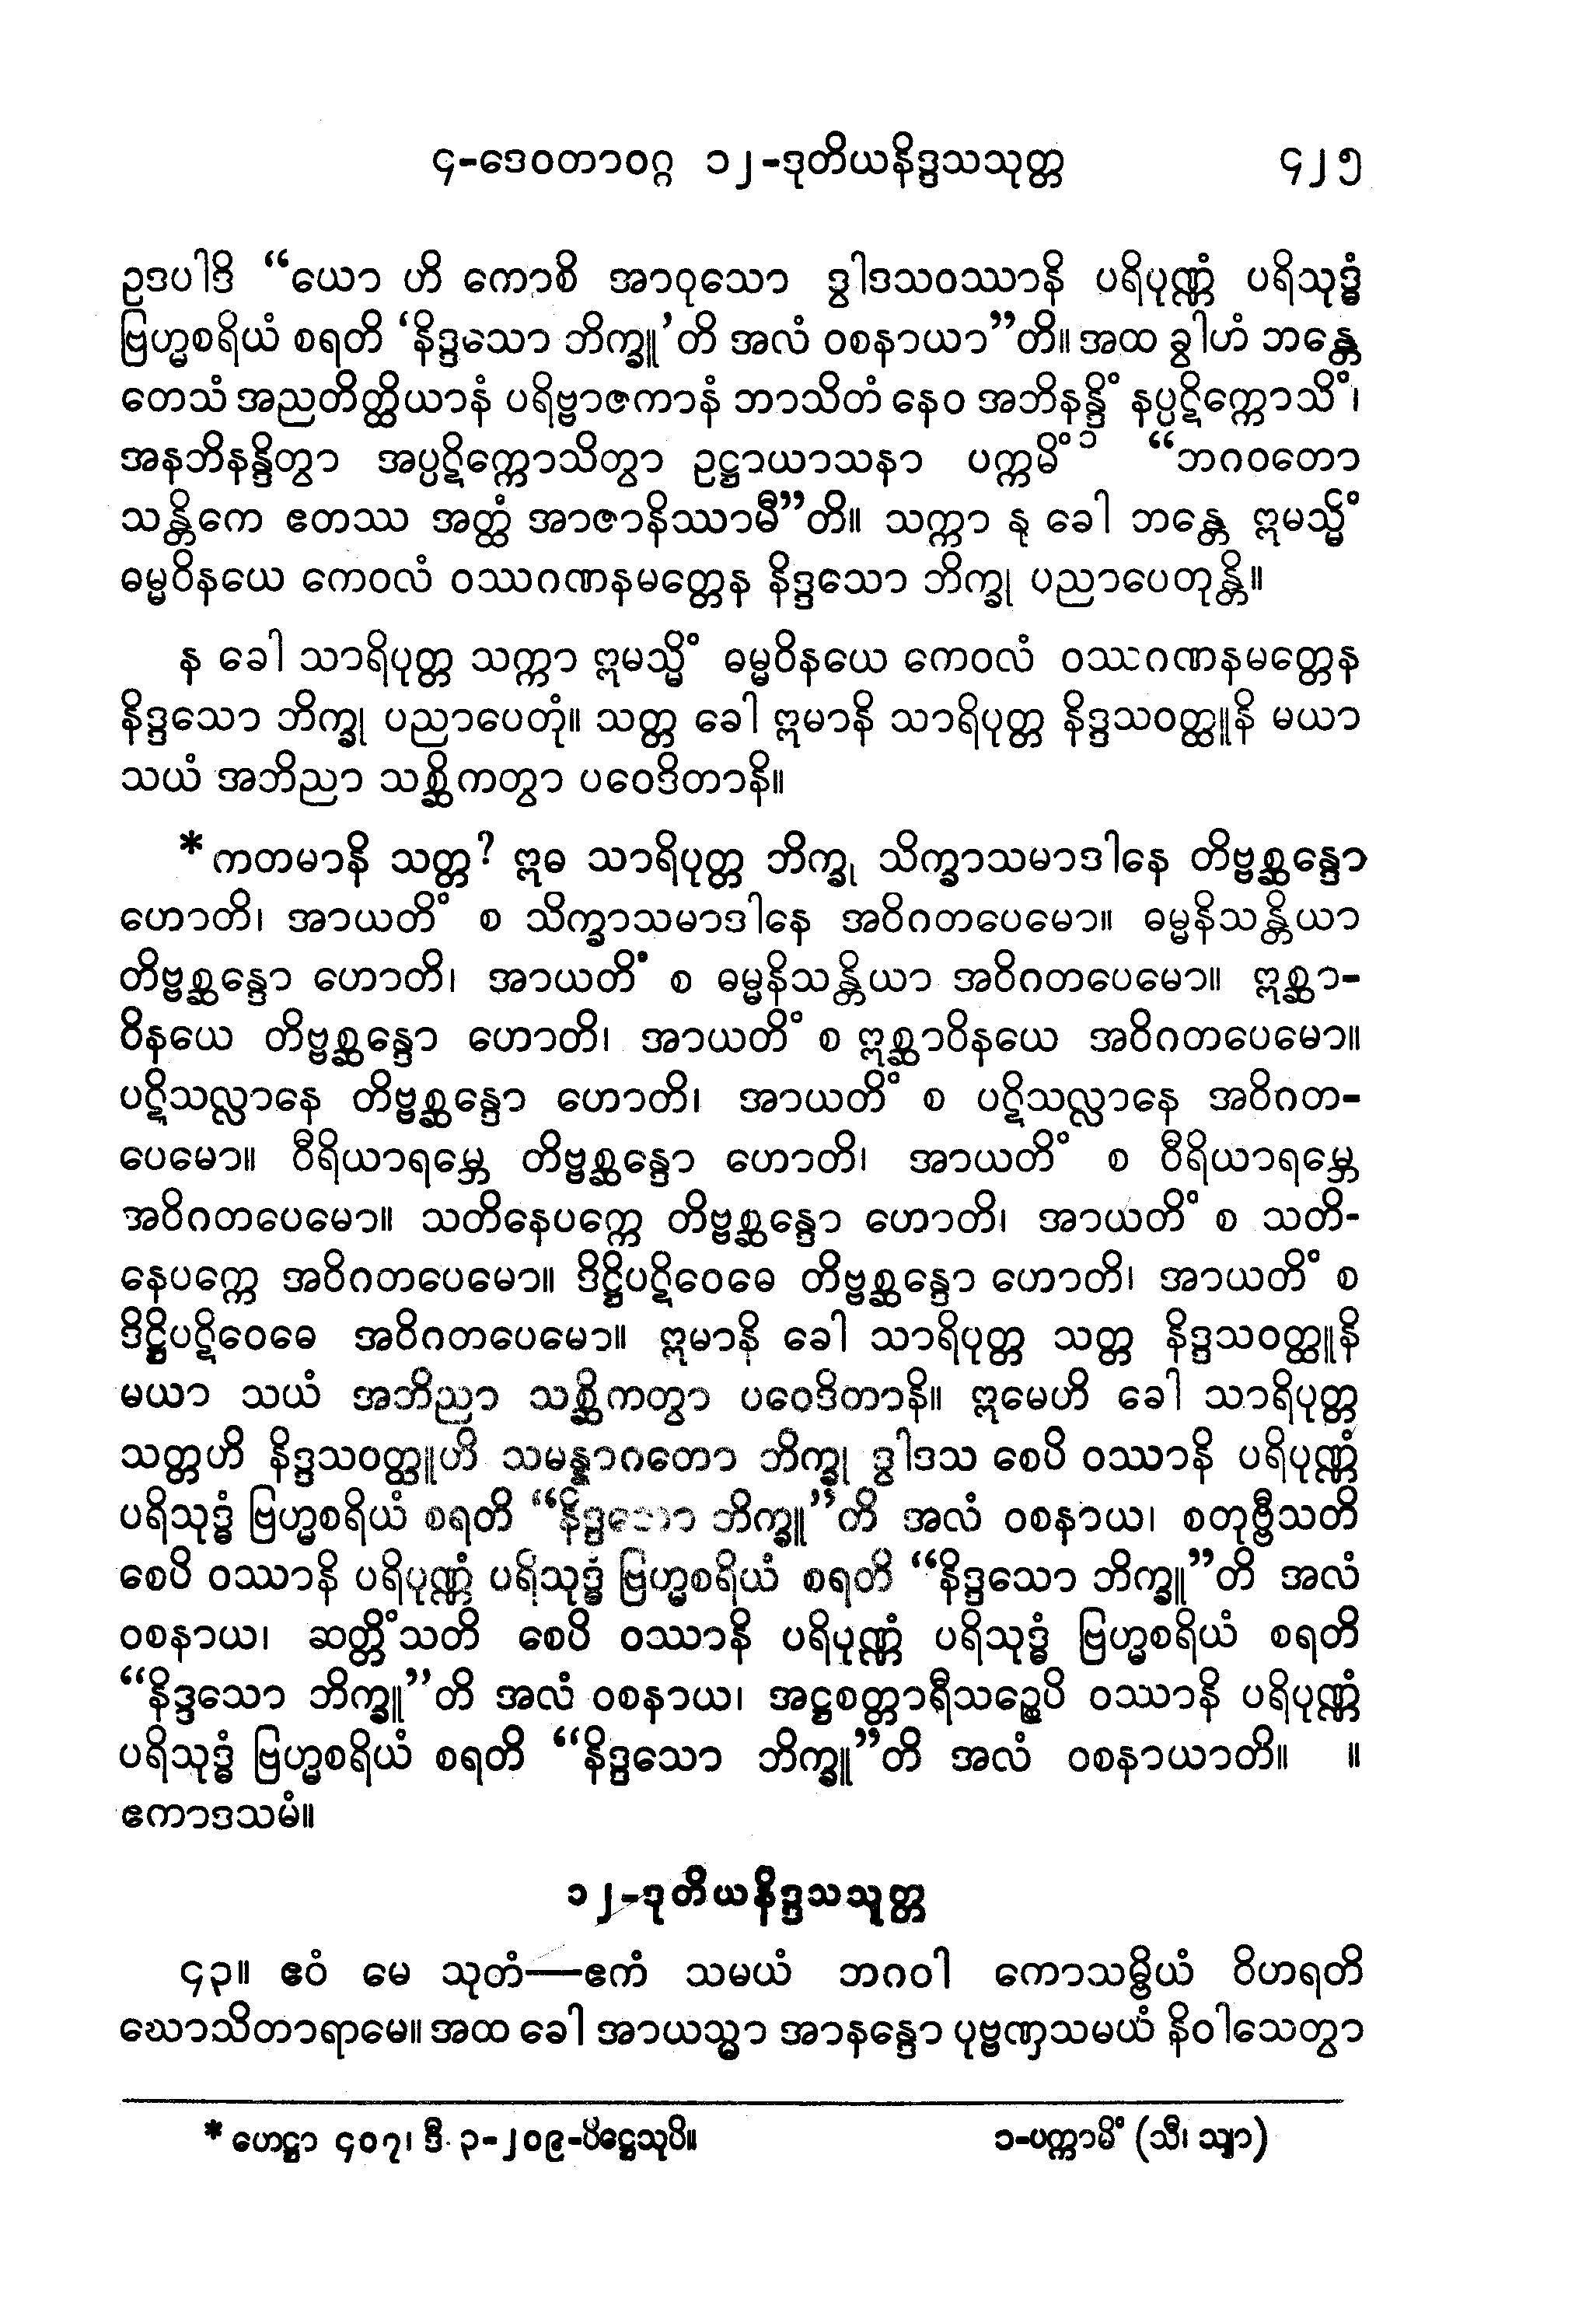 ၄-ဒေဝတာဝဂ္ဂ ၁၂-ဒုတိယနိဒ္ဒသသုတ္တ ၄၂၅
ဥဒပါဒိ “ယော ဟိ ကောစိ အာဝုသော ဒွါဒသဝဿာနိ ပရိပုဏ္ဏံ ပရိသုဒ္ဓံ
ဗြဟ္မစရိယံ စရတိ ‘နိဒ္ဒသော ဘိက္ခူ’တိ အလံ ဝစနာယာ”တိ။ အထ ခွါဟံ ဘန္တေ
တေသံ အညတိတ္ထိယာနံ ပရိဗ္ဗာဇကာနံ ဘာသိတံ နေဝ အဘိနန္ဒိံ နပ္ပဋိက္ကောသိံ၊
အနဘိနန္ဒိတွာ အပ္ပဋိက္ကောသိတွာ ဥဋ္ဌာယာသနာ ပက္ကမိံ ၁ “ဘဂဝတော
သန္တိကေ ဧတဿ အတ္ထံ အာဇာနိဿာမီ”တိ။ သက္ကာ နု ခေါ ဘန္တေ ဣမသ္မိံ
ဓမ္မဝိနယေ ကေဝလံ ဝဿဂဏနမတ္တေန နိဒ္ဒသော ဘိက္ခု ပညာပေတုန္တိ။
န ခေါ သာရိပုတ္တ သက္ကာ ဣမသ္မိံ ဓမ္မဝိနယေ ကေဝလံ ဝဿဂဏနမတ္တေန
နိဒ္ဒသော ဘိက္ခု ပညာပေတုံ။ သတ္တ ခေါ ဣမာနိ သာရိပုတ္တ နိဒ္ဒသဝတ္ထူနိ မယာ
သယံ အဘိညာ သစ္ဆိကတွာ ပဝေဒိတာနိ။
* ကတမာနိ သတ္တ? ဣဓ သာရိပုတ္တ ဘိက္ခု သိက္ခာသမာဒါနေ တိဗ္ဗစ္ဆန္ဒော
ဟောတိ၊ အာယတိံ စ သိက္ခာသမာဒါနေ အဝိဂတပေမော။ ဓမ္မနိသန္တိယာ
တိဗ္ဗစ္ဆန္ဒော ဟောတိ၊ အာယတိံ စ ဓမ္မနိသန္တိယာ အဝိဂတပေမော။ ဣစ္ဆာ-
ဝိနယေ တိဗ္ဗစ္ဆန္ဒော ဟောတိ၊ အာယတိံ စ ဣစ္ဆာဝိနယေ အဝိဂတပေမော။
ပဋိသလ္လာနေ တိဗ္ဗစ္ဆန္ဒော ဟောတိ၊ အာယတိံ စ ပဋိသလ္လာနေ အဝိဂတ-
ပေမော။ ဝီရိယာရမ္ဘေ တိဗ္ဗစ္ဆန္ဒော ဟောတိ၊ အာယတိံ စ ဝီရိယာရမ္ဘေ
အဝိဂတပေမော။ သတိနေပက္ကေ တိဗ္ဗစ္ဆန္ဒော ဟောတိ၊ အာယတိံ စ သတိ-
နေပက္ကေ အဝိဂတပေမော။ ဒိဋ္ဌိပဋိဝေဓေ တိဗ္ဗစ္ဆန္ဒော ဟောတိ၊ အာယတိံ စ
ဒိဋ္ဌိပဋိဝေဓေ အဝိဂတပေမော။ ဣမာနိ ခေါ သာရိပုတ္တ သတ္တ နိဒ္ဒသဝတ္ထူနိ
မယာ သယံ အဘိညာ သစ္ဆိကတွာ ပဝေဒိတာနိ။ ဣမေဟိ ခေါ သာရိပုတ္တ
သတ္တဟိ နိဒ္ဒသဝတ္ထူဟိ သမန္နာဂတော ဘိက္ခု ဒွါဒသ စေပိ ဝဿာနိ ပရိပုဏ္ဏံ
ပရိသုဒ္ဓံ ဗြဟ္မစရိယံ စရတိ “နိဒ္ဒသော ဘိက္ခူ”တိ အလံ ဝစနာယ၊ စတုဗ္ဗီသတိ
စေပိ ဝဿာနိ ပရိပုဏ္ဏံ ပရိသုဒ္ဓံ ဗြဟ္မစရိယံ စရတိ “နိဒ္ဒသော ဘိက္ခူ”တိ အလံ
ဝစနာယ၊ ဆတ္တိံသတိ စေပိ ဝဿာနိ ပရိပုဏ္ဏံ ပရိသုဒ္ဓံ ဗြဟ္မစရိယံ စရတိ
“နိဒ္ဒသော ဘိက္ခူ”တိ အလံ ဝစနာယ၊ အဋ္ဌစတ္တာရီသဉ္စေပိ ဝဿာနိ ပရိပုဏ္ဏံ
ပရိသုဒ္ဓံ ဗြဟ္မစရိယံ စရတိ “နိဒ္ဒသော ဘိက္ခူ”တိ အလံ ဝစနာယာတိ။ ။
ဧကာဒသမံ။
၁၂-ဒုတိယနိဒ္ဒသသုတ္တ
၄၃။ ဧဝံ မေ သုတံ—ဧကံ သမယံ ဘဂဝါ ကောသမ္ဗိယံ ဝိဟရတိ
ဃောသိတာရာမေ။ အထ ခေါ အာယသ္မာ အာနန္ဒော ပုဗ္ဗဏှသမယံ နိဝါသေတွာ
* ဟေဋ္ဌာ ၄၀၇၊ ဒီ ၃-၂၀၉-ပိဋ္ဌေသုပိ။ ၁-ပက္ကာမိံ (သီ၊ သျာ)